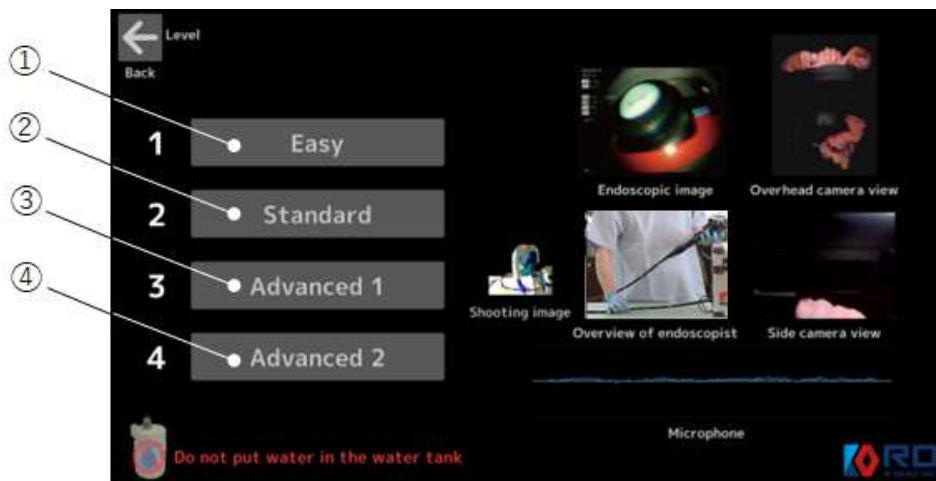 ①
②
③
④
Level
Back
1 Easy
2 Standard
3 Advanced 1
4 Advanced 2
Endoscopic image
Overhead camera view
Shooting image
Overview of endoscopist
Side camera view
Microphone
Do not put water in the water tank
RD